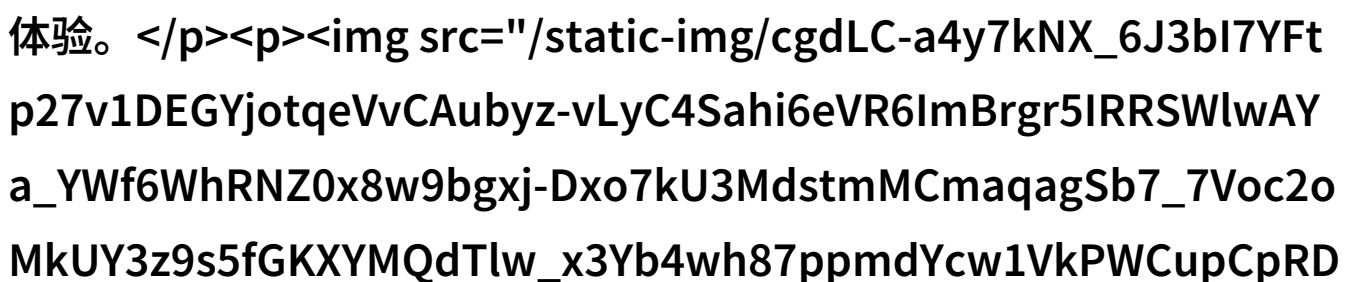 体验。</p><p><img src="/static-img/cgdLC-a4y7kNX_6J3bI7YFt
p27v1DEGYjotqeVvCAubyz-vLyC4Sahi6eVR6ImBrgr5IRRSWlwAY
a_YWf6WhRNZ0x8w9bgxj-Dxo7kU3MdstmMCmaqagSb7_7Voc2o
MkUY3z9s5fGKXYMQdTlw_x3Yb4wh87ppmdYcw1VkPWCupCpRD